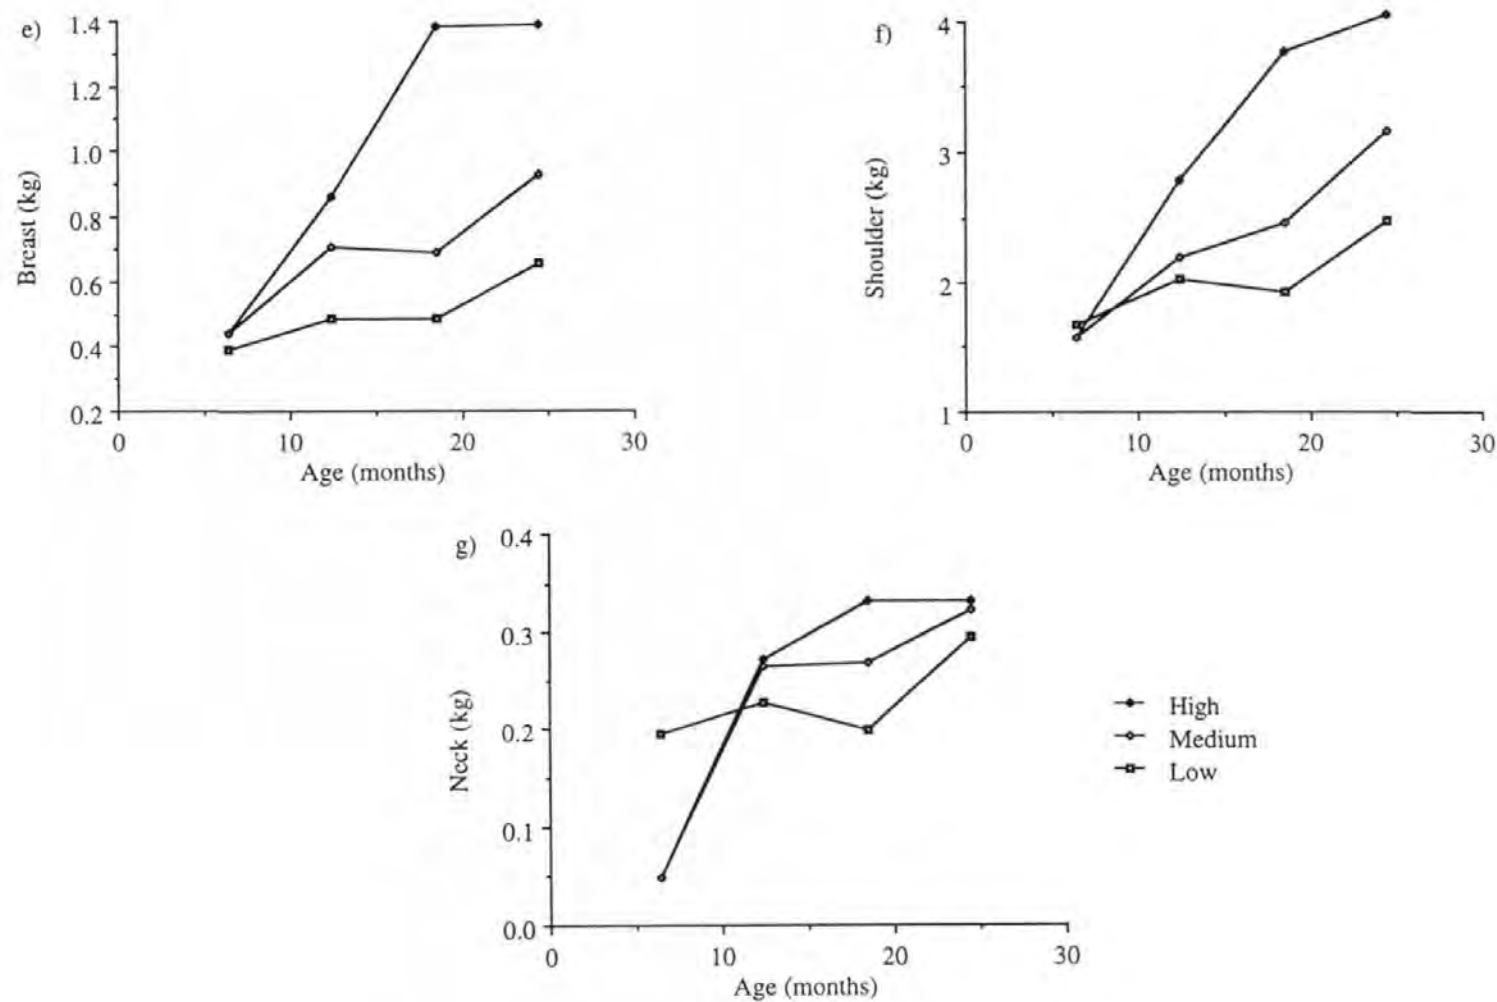 e)
1.4
1.2
1.0
0.8
0.6
0.4
0.2
Breast (kg)
0 10 20 30
Age (months)
f)
4
3
2
1
Shoulder (kg)
0 10 20 30
Age (months)
g)
0.4
0.3
0.2
0.1
0.0
Neck (kg)
0 10 20 30
Age (months)
High
Medium
Low